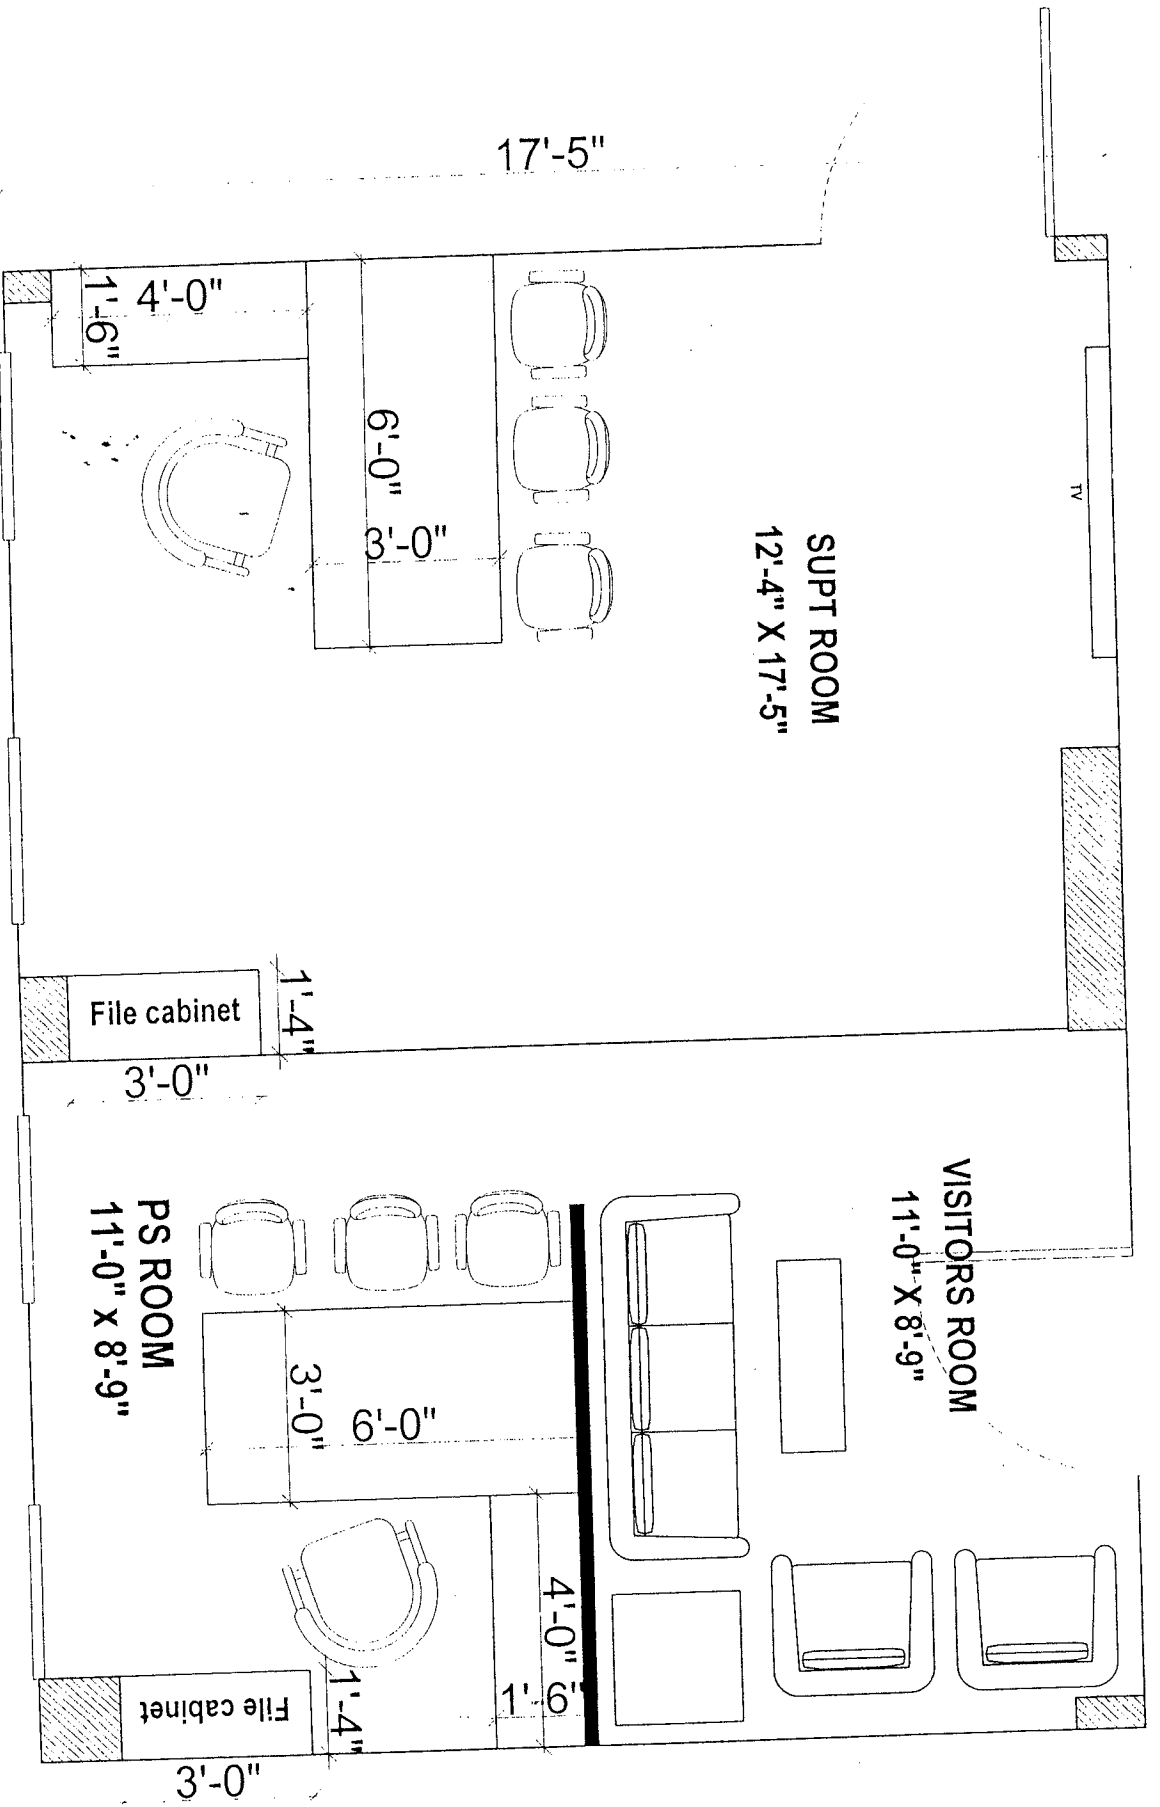 17'-5"
4'-0"
1'-6"
6'-0"
3'-0"
TV
SUPT ROOM
12'-4" X 17'-5"
File cabinet
1'-4"
3'-0"
VISITORS ROOM
11'-0" X 8'-9"
PS ROOM
11'-0" x 8'-9"
3'-0"
6'-0"
4'-0"
1'-6"
File cabinet
1'-4"
3'-0"